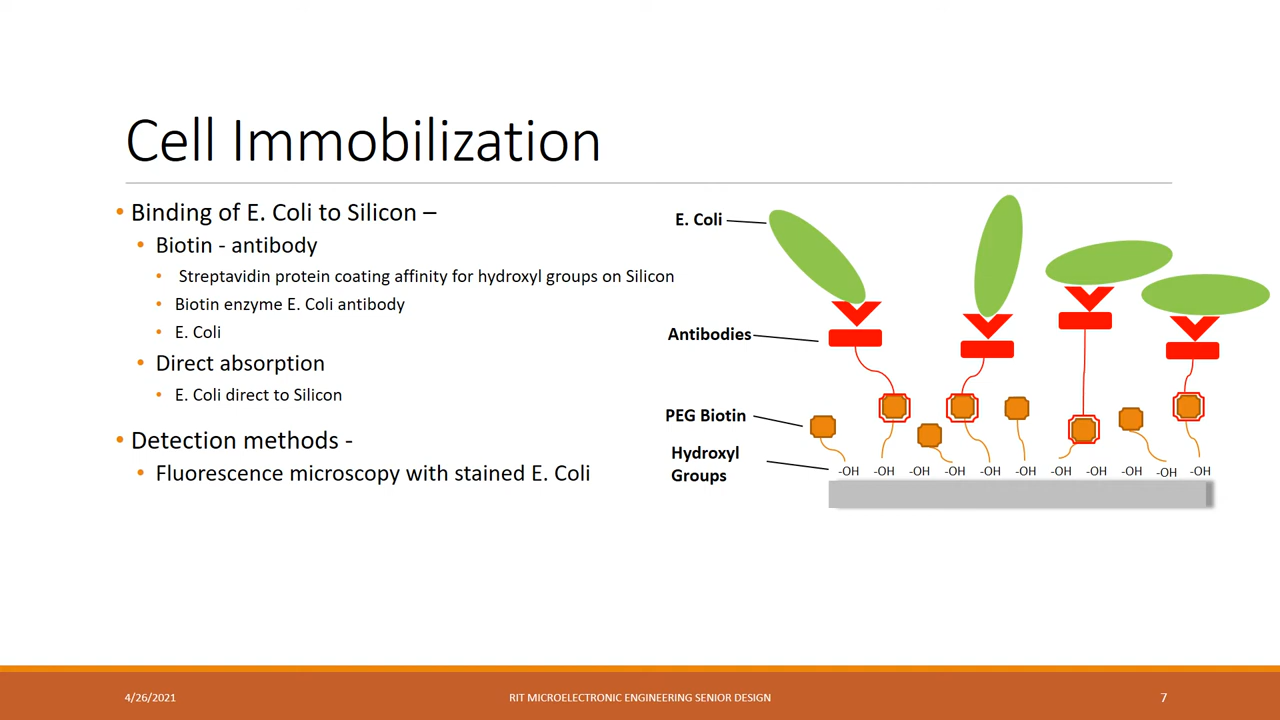 Cell Immobilization
• Binding of E. Coli to Silicon –
• Biotin - antibody
• Streptavidin protein coating affinity for hydroxyl groups on Silicon
• Biotin enzyme E. Coli antibody
• E. Coli
• Direct absorption
• E. Coli direct to Silicon
• Detection methods -
• Fluorescence microscopy with stained E. Coli
E. Coli
Antibodies
PEG Biotin
Hydroxyl
Groups
-OH -OH -OH -OH -OH -OH -OH -OH -OH -OH -OH
4/26/2021
RIT MICROELECTRONIC ENGINEERING SENIOR DESIGN
7